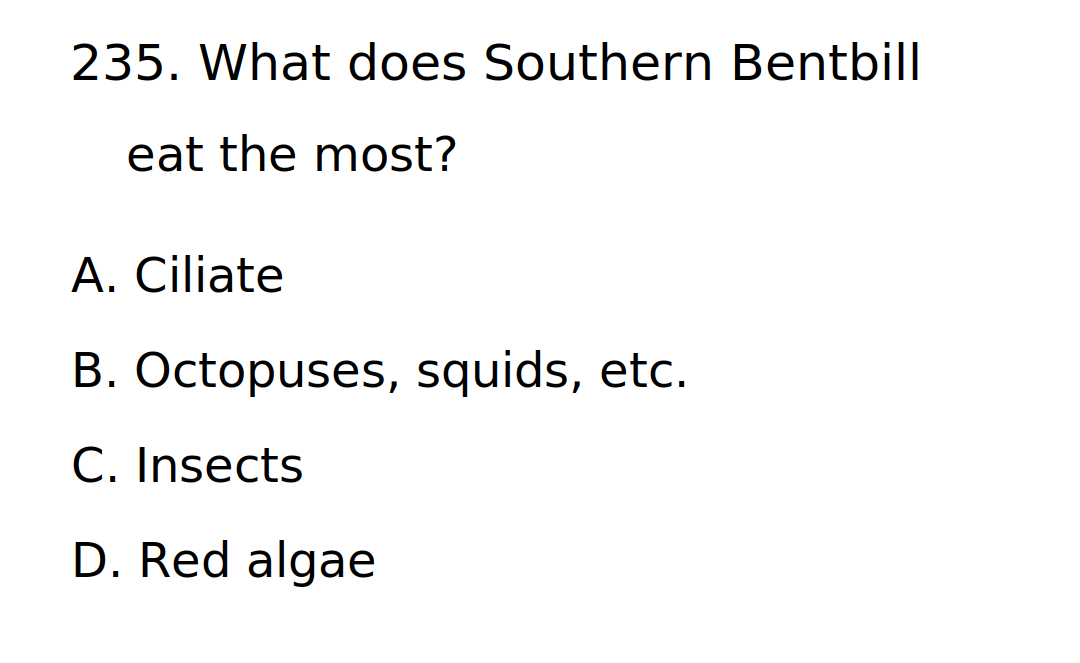 235. What does Southern Bentbill
eat the most?
A. Ciliate
B. Octopuses, squids, etc.
C. Insects
D. Red algae